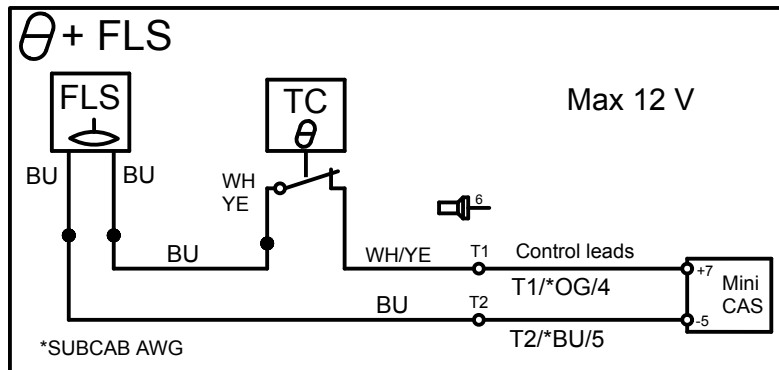 θ + FLS
FLS
TC
θ
Max 12 V
BU
BU
WH
YE
6
BU
WH/YE
T1
Control leads
+7
T1/*OG/4
Mini
CAS
BU
T2
-5
T2/*BU/5
*SUBCAB AWG